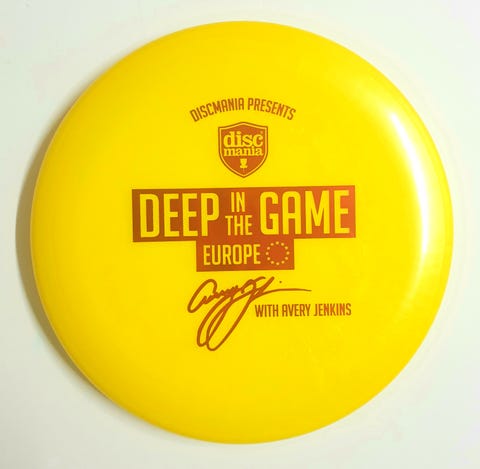 DISCMANIA PRESENTS
disc
mania
DEEP IN THE GAME
EUROPE
WITH AVERY JENKINS